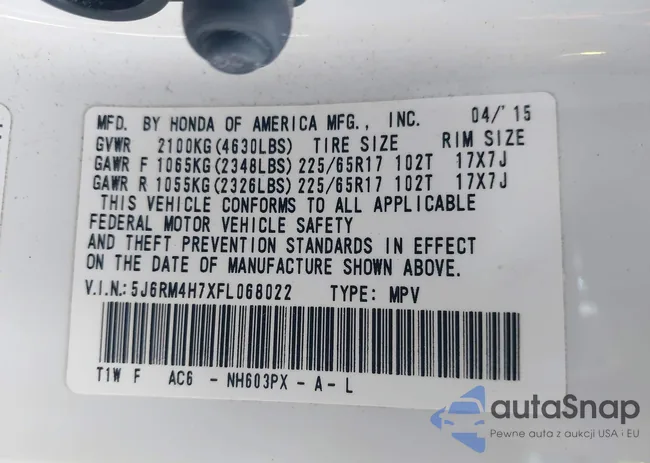 MFD. BY HONDA OF AMERICA MFG., INC. 04/'15
GVWR 2100KG(4630LBS) TIRE SIZE RIM SIZE
GAWR F 1065KG(2348LBS) 225/65R17 102T 17X7J
GAWR R 1055KG(2326LBS) 225/65R17 102T 17X7J
THIS VEHICLE CONFORMS TO ALL APPLICABLE
FEDERAL MOTOR VEHICLE SAFETY
AND THEFT PREVENTION STANDARDS IN EFFECT
ON THE DATE OF MANUFACTURE SHOWN ABOVE.
V.I.N.: 5J6RM4H7XFL068022 TYPE: MPV
T1W F AC6 - NH603PX - A - L
autaSnap
Pewne auta z aukcji USA i EU